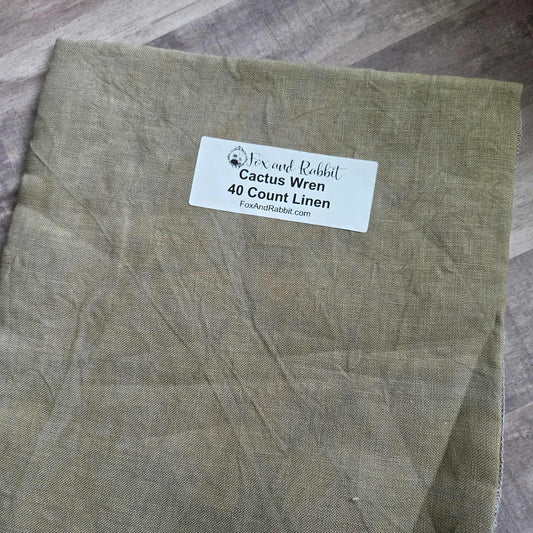 Fox and Rabbit
Cactus Wren
40 Count Linen
FoxAndRabbit.com